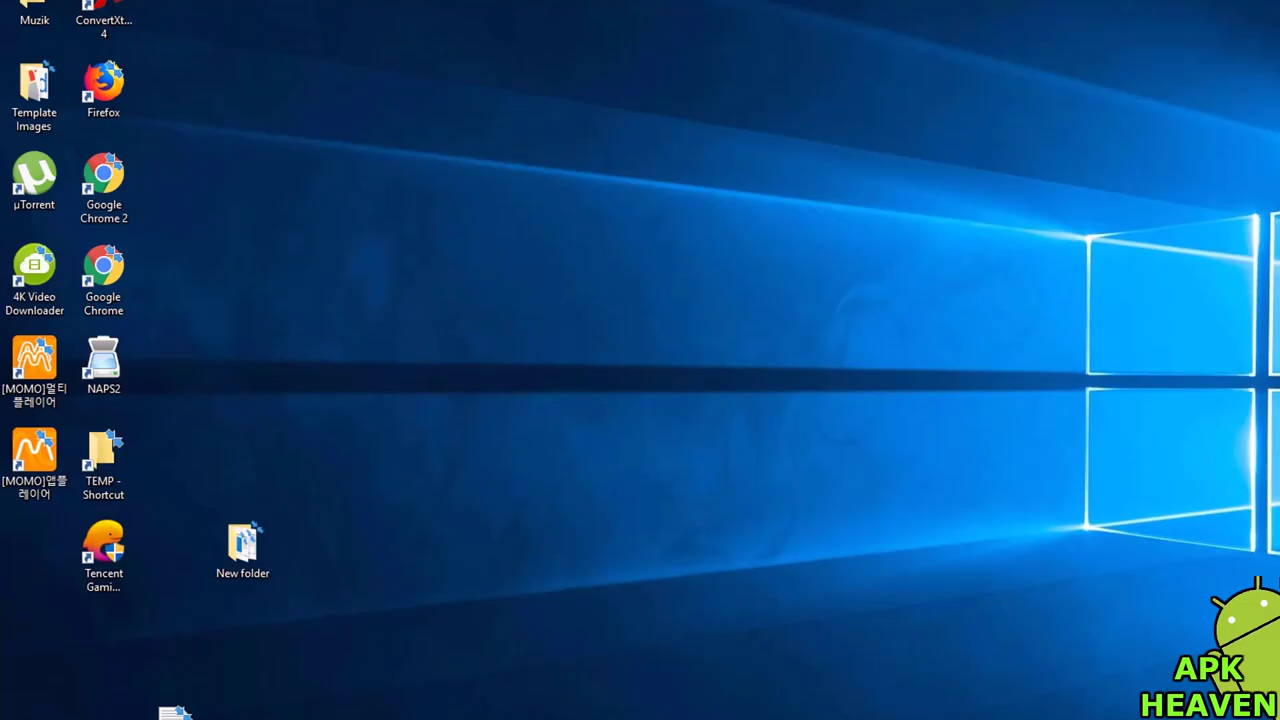 Muzik
ConvertXt...
4
Template
Images
Firefox
µTorrent
Google
Chrome 2
4K Video
Downloader
Google
Chrome
[MOMO]멀티
플레이어
NAPS2
[MOMO]앱플
레이어
TEMP -
Shortcut
Tencent
Gami...
New folder
APK
HEAVEN